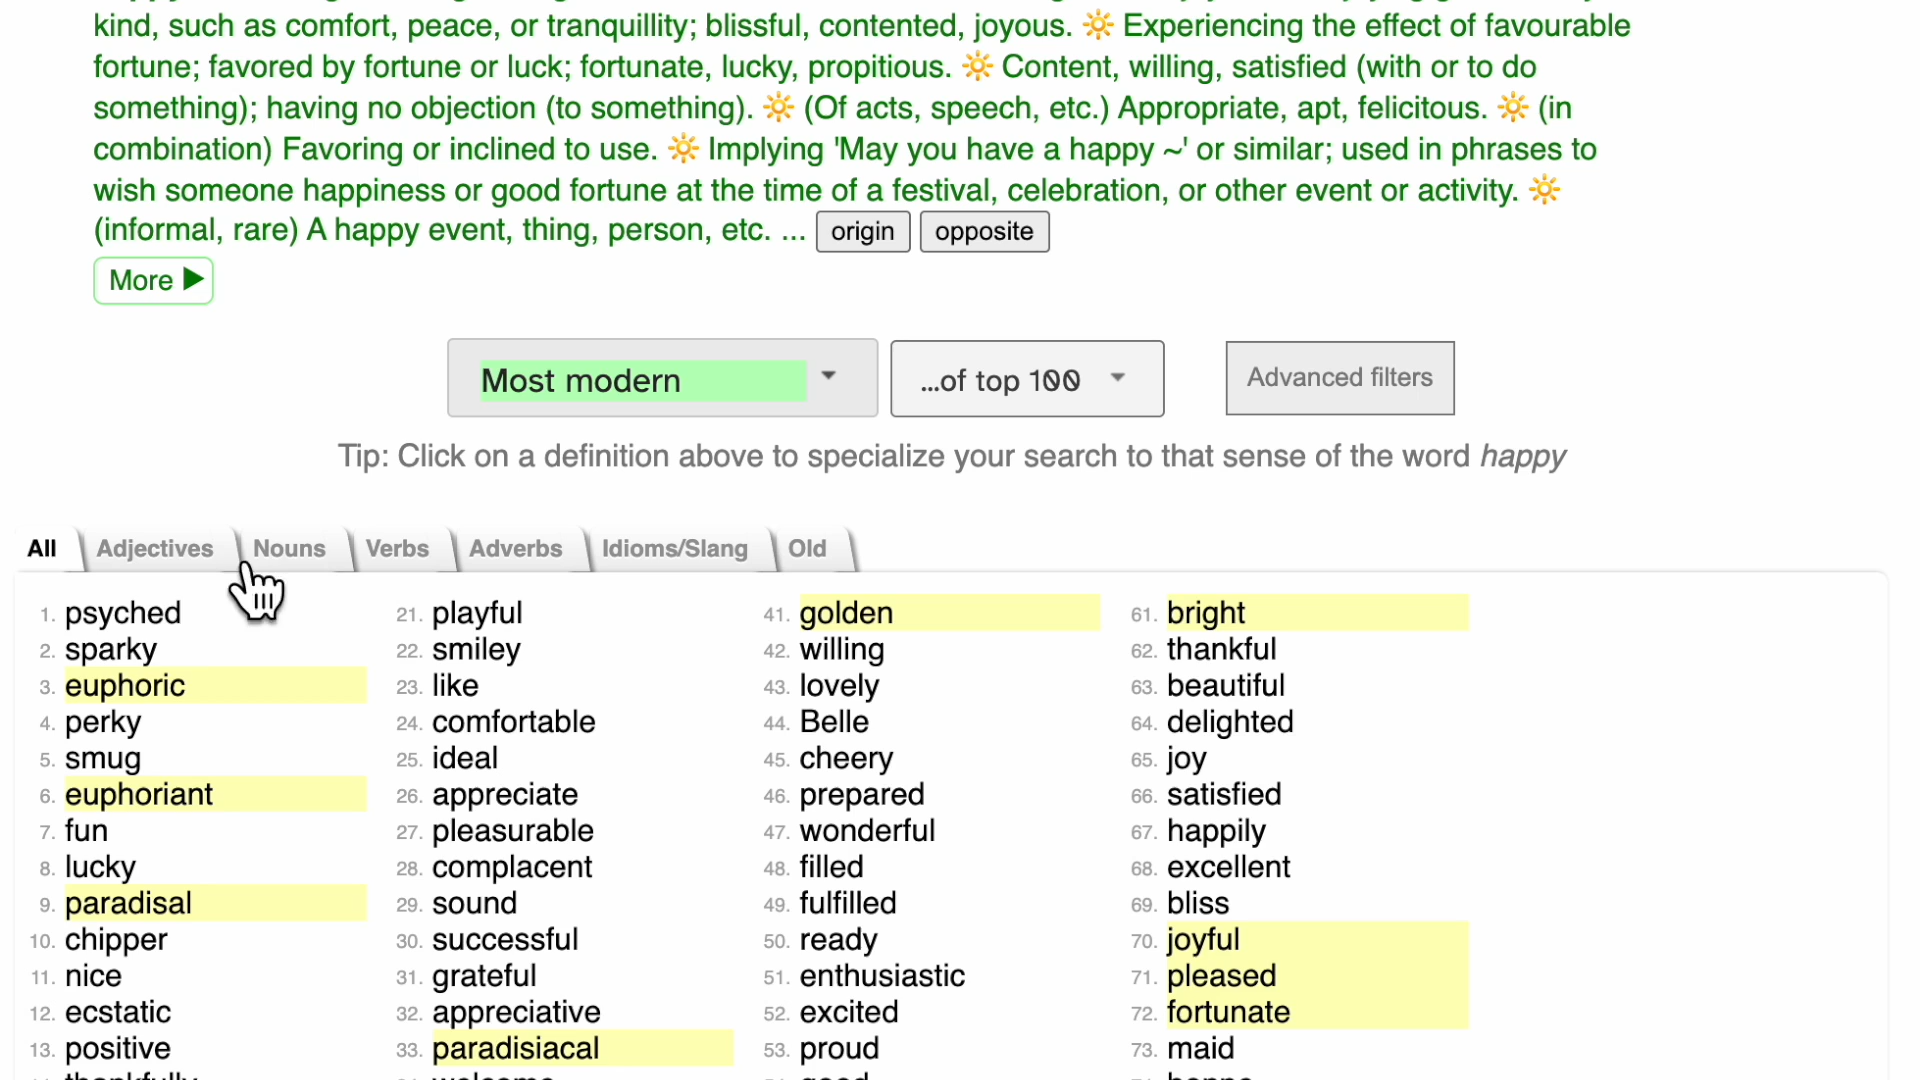 kind, such as comfort, peace, or tranquillity; blissful, contented, joyous. 🔆 Experiencing the effect of favourable
fortune; favored by fortune or luck; fortunate, lucky, propitious. 🔆 Content, willing, satisfied (with or to do
something); having no objection (to something). 🔆 (Of acts, speech, etc.) Appropriate, apt, felicitous. 🔆 (in
combination) Favoring or inclined to use. 🔆 Implying 'May you have a happy ~' or similar; used in phrases to
wish someone happiness or good fortune at the time of a festival, celebration, or other event or activity. 🔆
(informal, rare) A happy event, thing, person, etc. ... origin opposite
More ▶
Most modern ...of top 100 Advanced filters
Tip: Click on a definition above to specialize your search to that sense of the word happy
All Adjectives Nouns Verbs Adverbs Idioms/Slang Old
1. psyched
2. sparky
3. euphoric
4. perky
5. smug
6. euphoriant
7. fun
8. lucky
9. paradisal
10. chipper
11. nice
12. ecstatic
13. positive
21. playful
22. smiley
23. like
24. comfortable
25. ideal
26. appreciate
27. pleasurable
28. complacent
29. sound
30. successful
31. grateful
32. appreciative
33. paradisiacal
41. golden
42. willing
43. lovely
44. Belle
45. cheery
46. prepared
47. wonderful
48. filled
49. fulfilled
50. ready
51. enthusiastic
52. excited
53. proud
61. bright
62. thankful
63. beautiful
64. delighted
65. joy
66. satisfied
67. happily
68. excellent
69. bliss
70. joyful
71. pleased
72. fortunate
73. maid